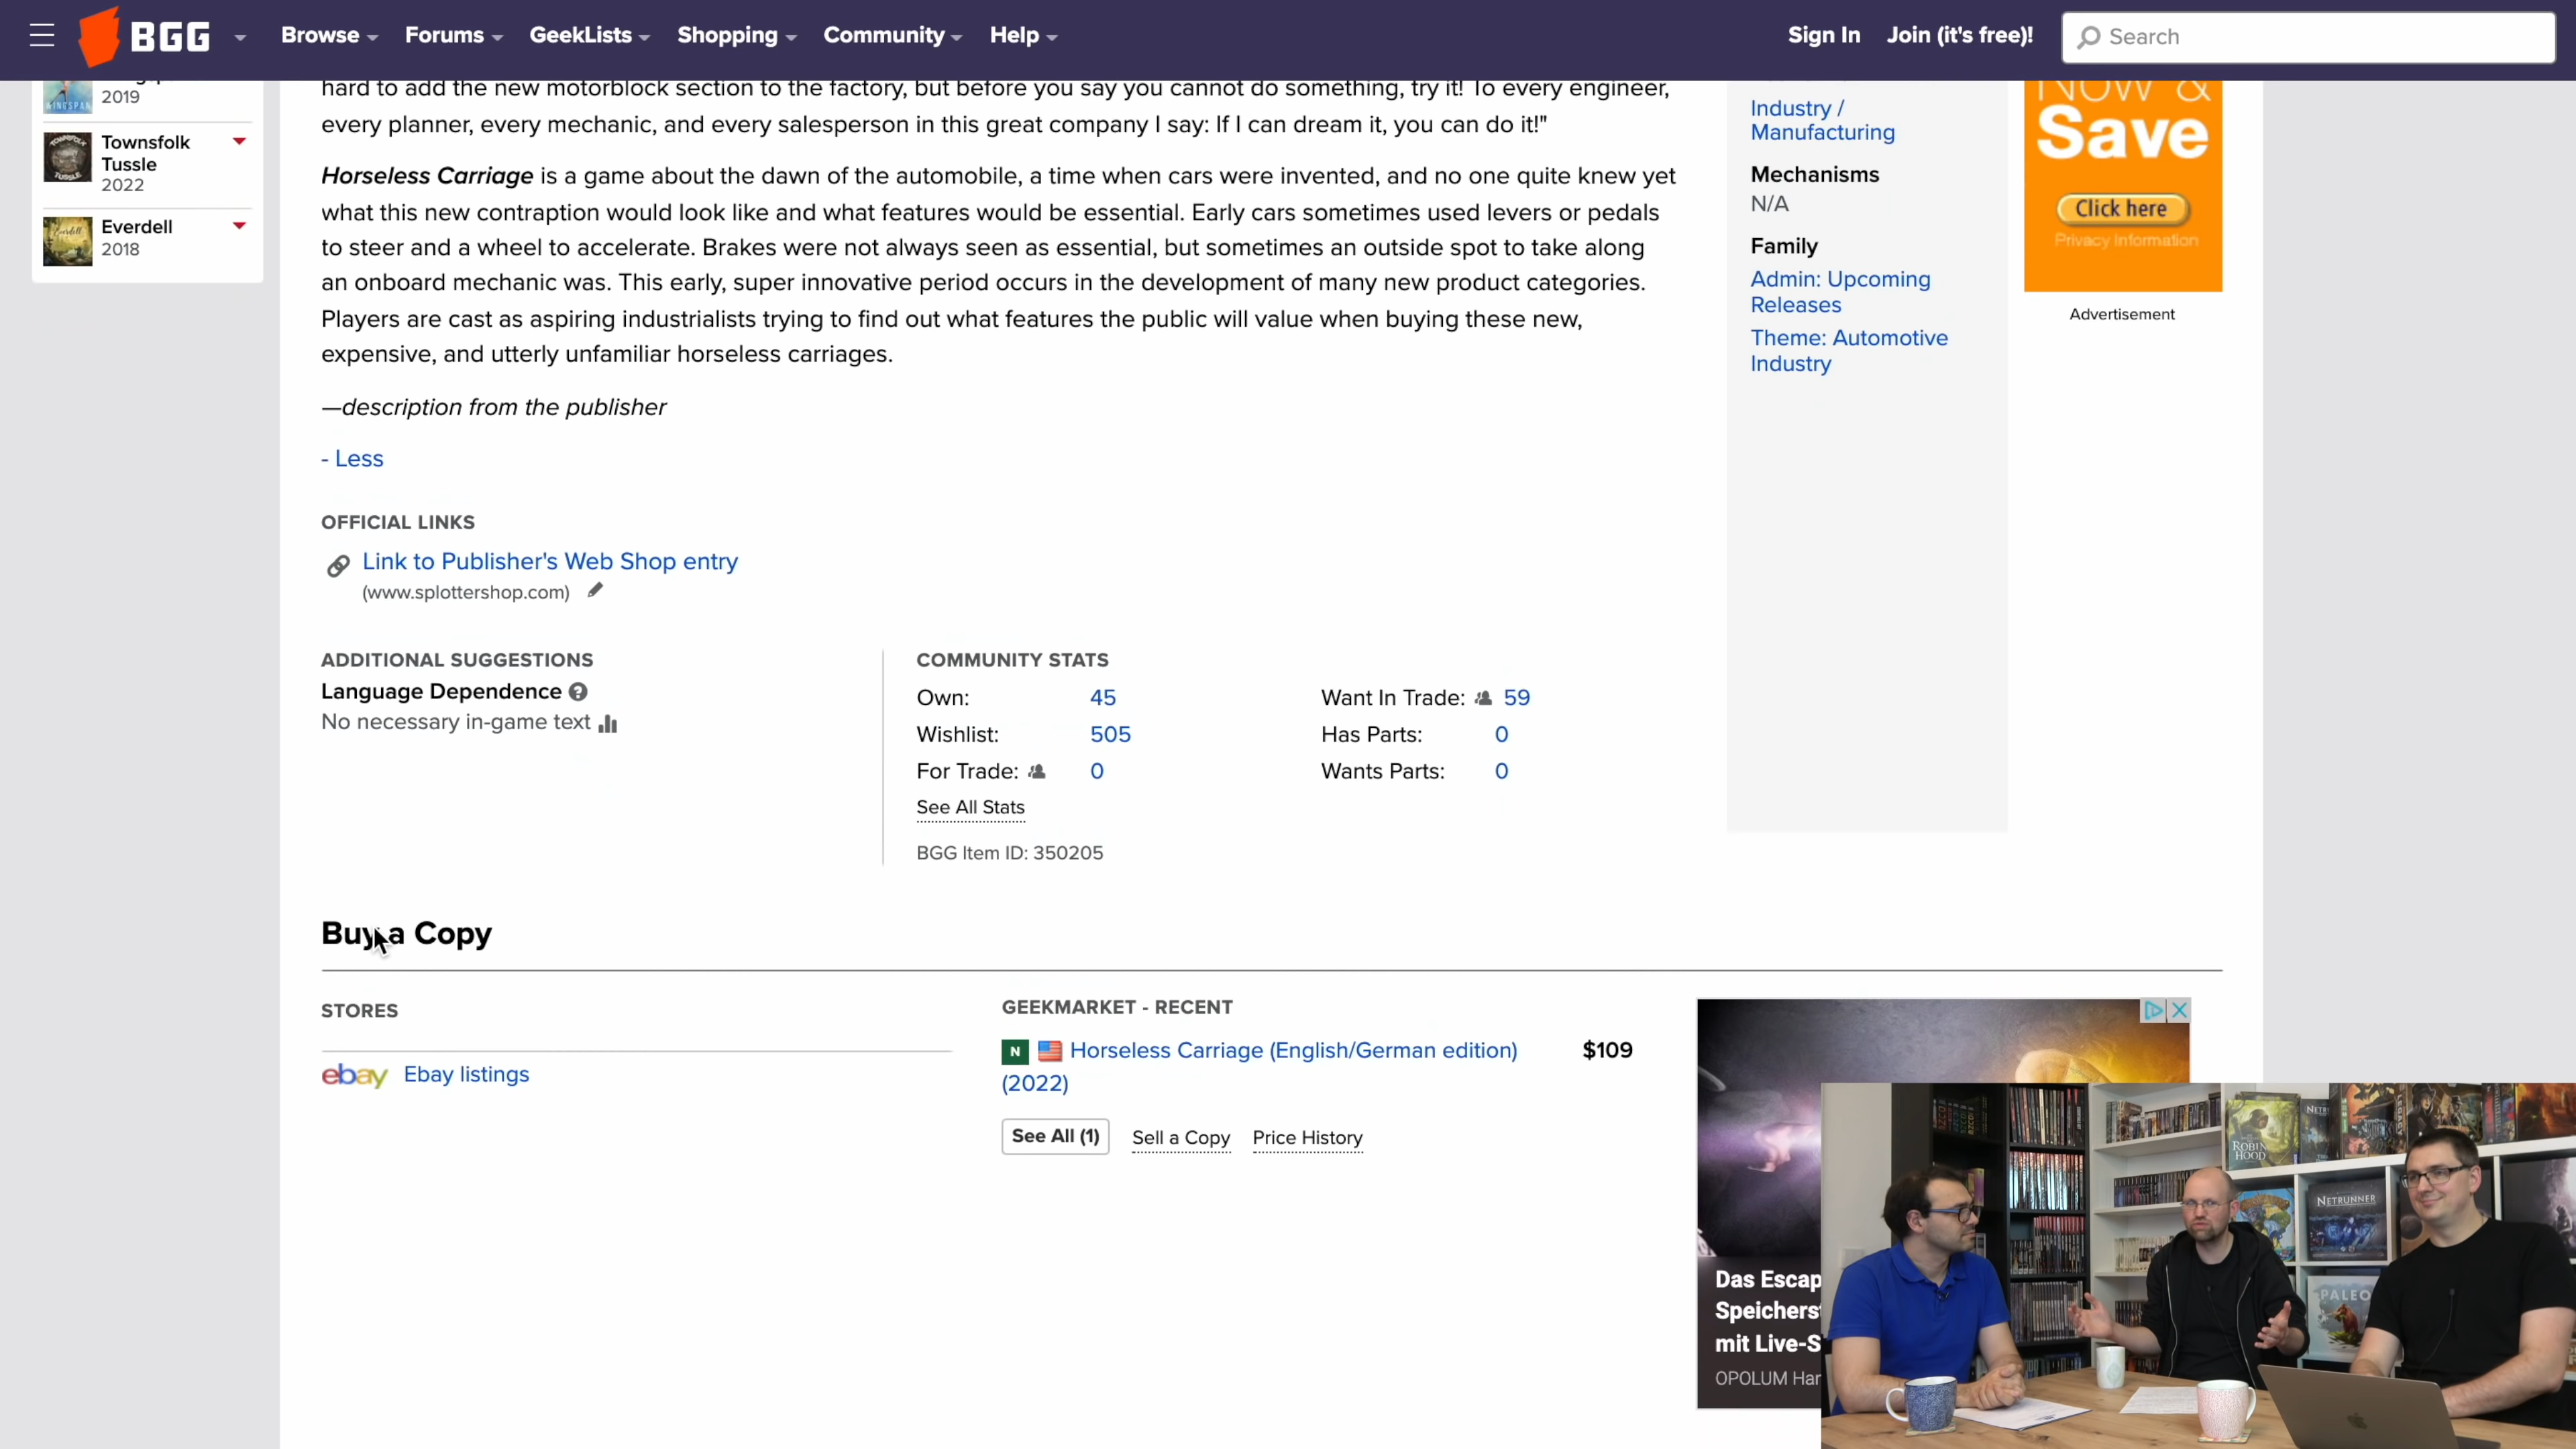 BGG
Browse
Forums
GeekLists
Shopping
Community
Help
Sign In
Join (it's free)!
Search
2019
WINGSPAN
Townsfolk
Tussle
2022
Everdell
2018
hard to add the new motorblock section to the factory, but before you say you cannot do something, try it! To every engineer,
every planner, every mechanic, and every salesperson in this great company I say: If I can dream it, you can do it!"
Horseless Carriage is a game about the dawn of the automobile, a time when cars were invented, and no one quite knew yet
what this new contraption would look like and what features would be essential. Early cars sometimes used levers or pedals
to steer and a wheel to accelerate. Brakes were not always seen as essential, but sometimes an outside spot to take along
an onboard mechanic was. This early, super innovative period occurs in the development of many new product categories.
Players are cast as aspiring industrialists trying to find out what features the public will value when buying these new,
expensive, and utterly unfamiliar horseless carriages.
—description from the publisher
- Less
OFFICIAL LINKS
Link to Publisher's Web Shop entry
(www.splottershop.com)
ADDITIONAL SUGGESTIONS
Language Dependence
No necessary in-game text
COMMUNITY STATS
Own: 45
Wishlist: 505
For Trade: 0
Want In Trade: 59
Has Parts: 0
Wants Parts: 0
See All Stats
BGG Item ID: 350205
Industry /
Manufacturing
Mechanisms
N/A
Family
Admin: Upcoming
Releases
Theme: Automotive
Industry
NOW &
Save
Click here
Privacy Information
Advertisement
Buy a Copy
STORES
ebay Ebay listings
GEEKMARKET - RECENT
N Horseless Carriage (English/German edition) $109
(2022)
See All (1)
Sell a Copy
Price History
Das Escap
Speicherst
mit Live-S
OPOLUM Har
ROBIN
HOOD
NETRUNNER
PALEO